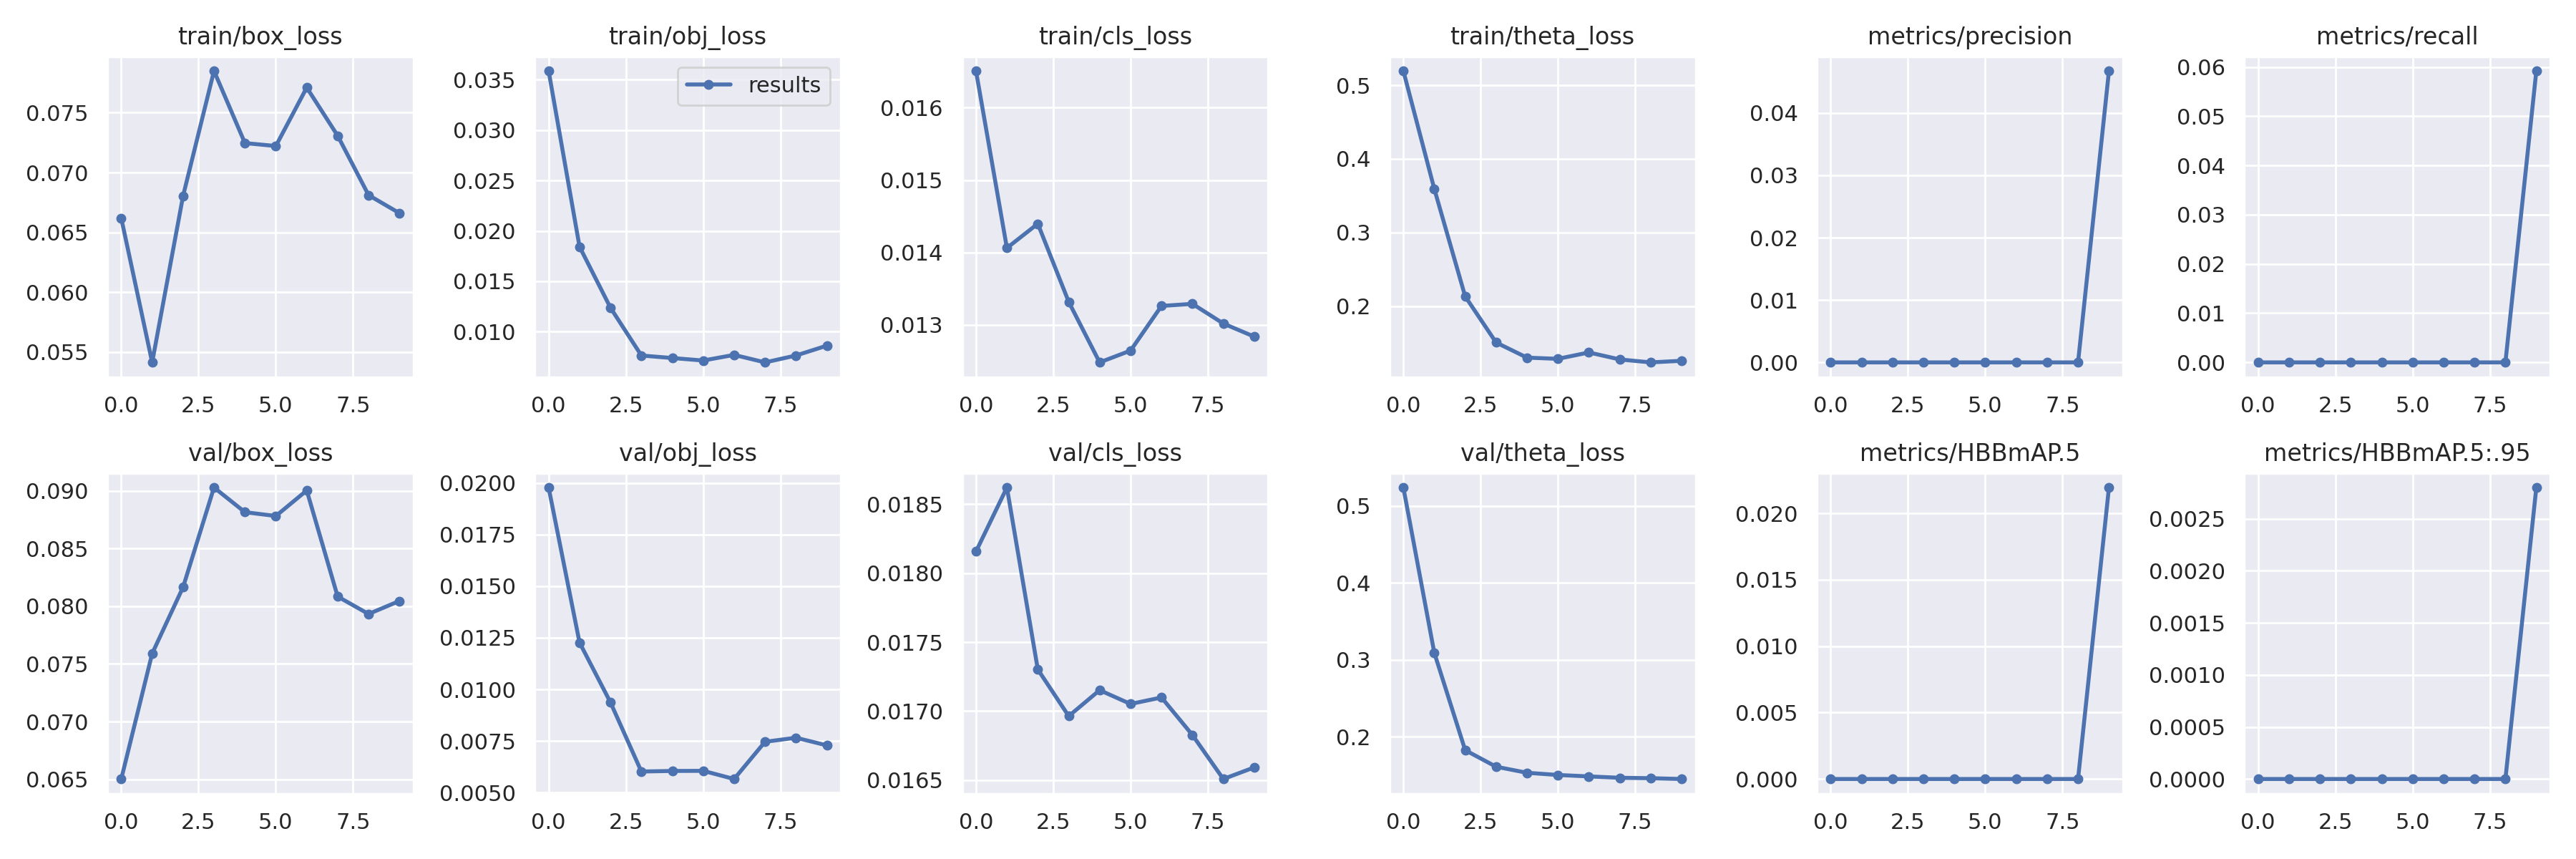 train/box_loss
0.075
0.070
0.065
0.060
0.055
0.0 2.5 5.0 7.5
train/obj_loss
results
0.035
0.030
0.025
0.020
0.015
0.010
0.0 2.5 5.0 7.5
train/cls_loss
0.016
0.015
0.014
0.013
0.0 2.5 5.0 7.5
train/theta_loss
0.5
0.4
0.3
0.2
0.0 2.5 5.0 7.5
metrics/precision
0.04
0.03
0.02
0.01
0.00
0.0 2.5 5.0 7.5
metrics/recall
0.06
0.05
0.04
0.03
0.02
0.01
0.00
0.0 2.5 5.0 7.5
val/box_loss
0.090
0.085
0.080
0.075
0.070
0.065
0.0 2.5 5.0 7.5
val/obj_loss
0.0200
0.0175
0.0150
0.0125
0.0100
0.0075
0.0050
0.0 2.5 5.0 7.5
val/cls_loss
0.0185
0.0180
0.0175
0.0170
0.0165
0.0 2.5 5.0 7.5
val/theta_loss
0.5
0.4
0.3
0.2
0.0 2.5 5.0 7.5
metrics/HBBmAP.5
0.020
0.015
0.010
0.005
0.000
0.0 2.5 5.0 7.5
metrics/HBBmAP.5:.95
0.0025
0.0020
0.0015
0.0010
0.0005
0.0000
0.0 2.5 5.0 7.5